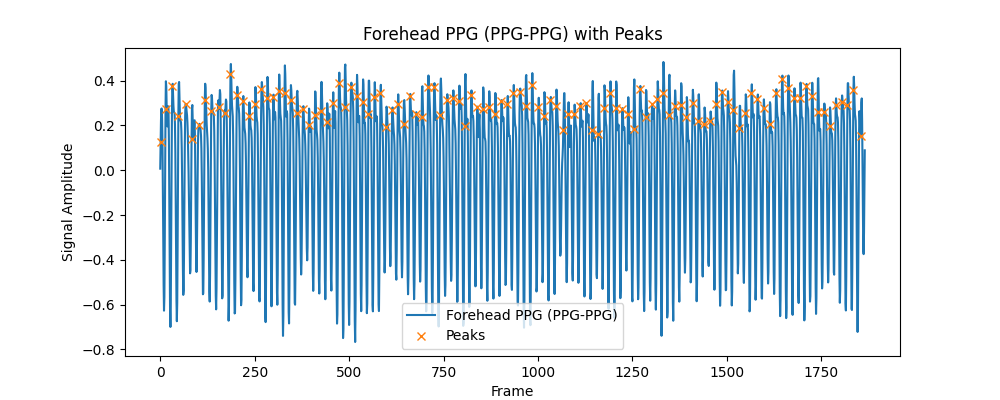 Forehead PPG (PPG-PPG) with Peaks
Signal Amplitude
0.4
0.2
0.0
−0.2
−0.4
−0.6
−0.8
Forehead PPG (PPG-PPG)
Peaks
0 250 500 750 1000 1250 1500 1750
Frame